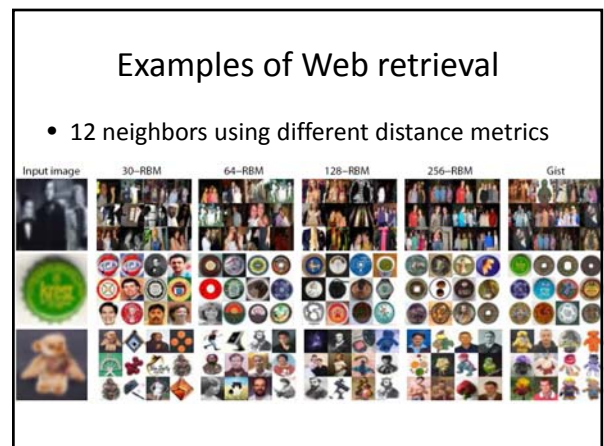 Examples of Web retrieval
• 12 neighbors using different distance metrics
Input image 30−RBM 64−RBM 128−RBM 256−RBM Gist